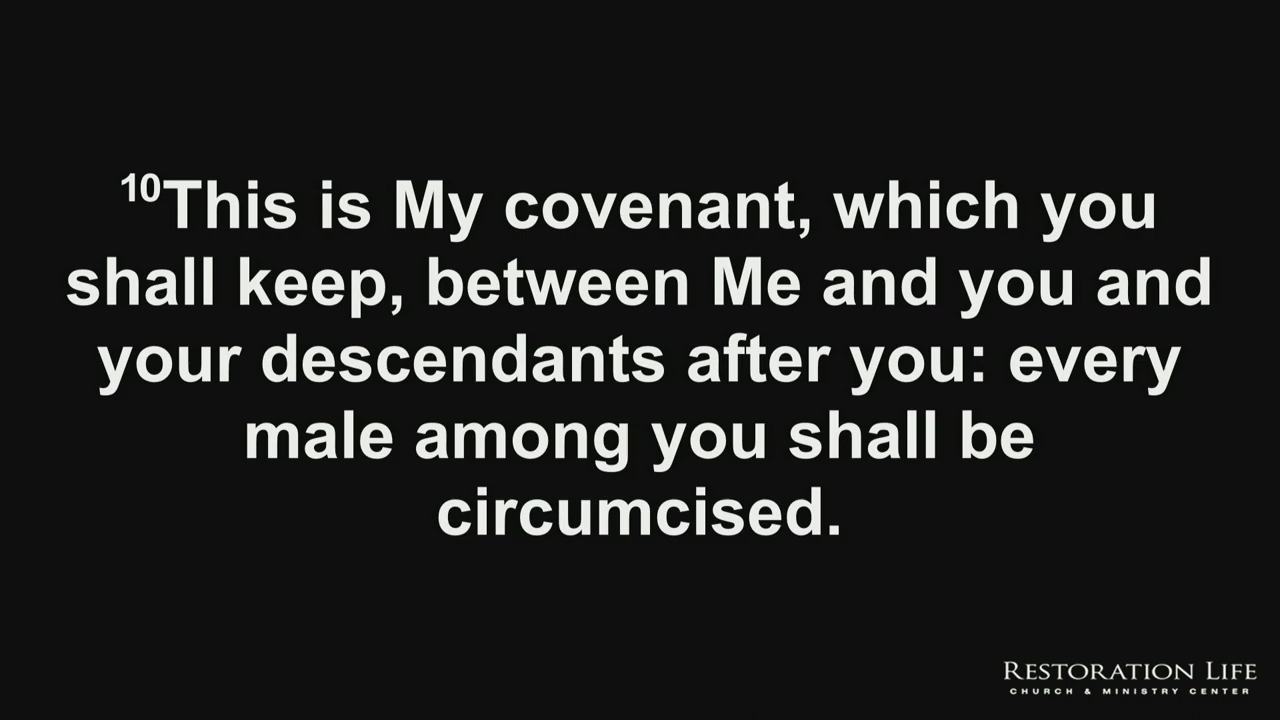 10This is My covenant, which you
shall keep, between Me and you and
your descendants after you: every
male among you shall be
circumcised.
RESTORATION LIFE
CHURCH & MINISTRY CENTER